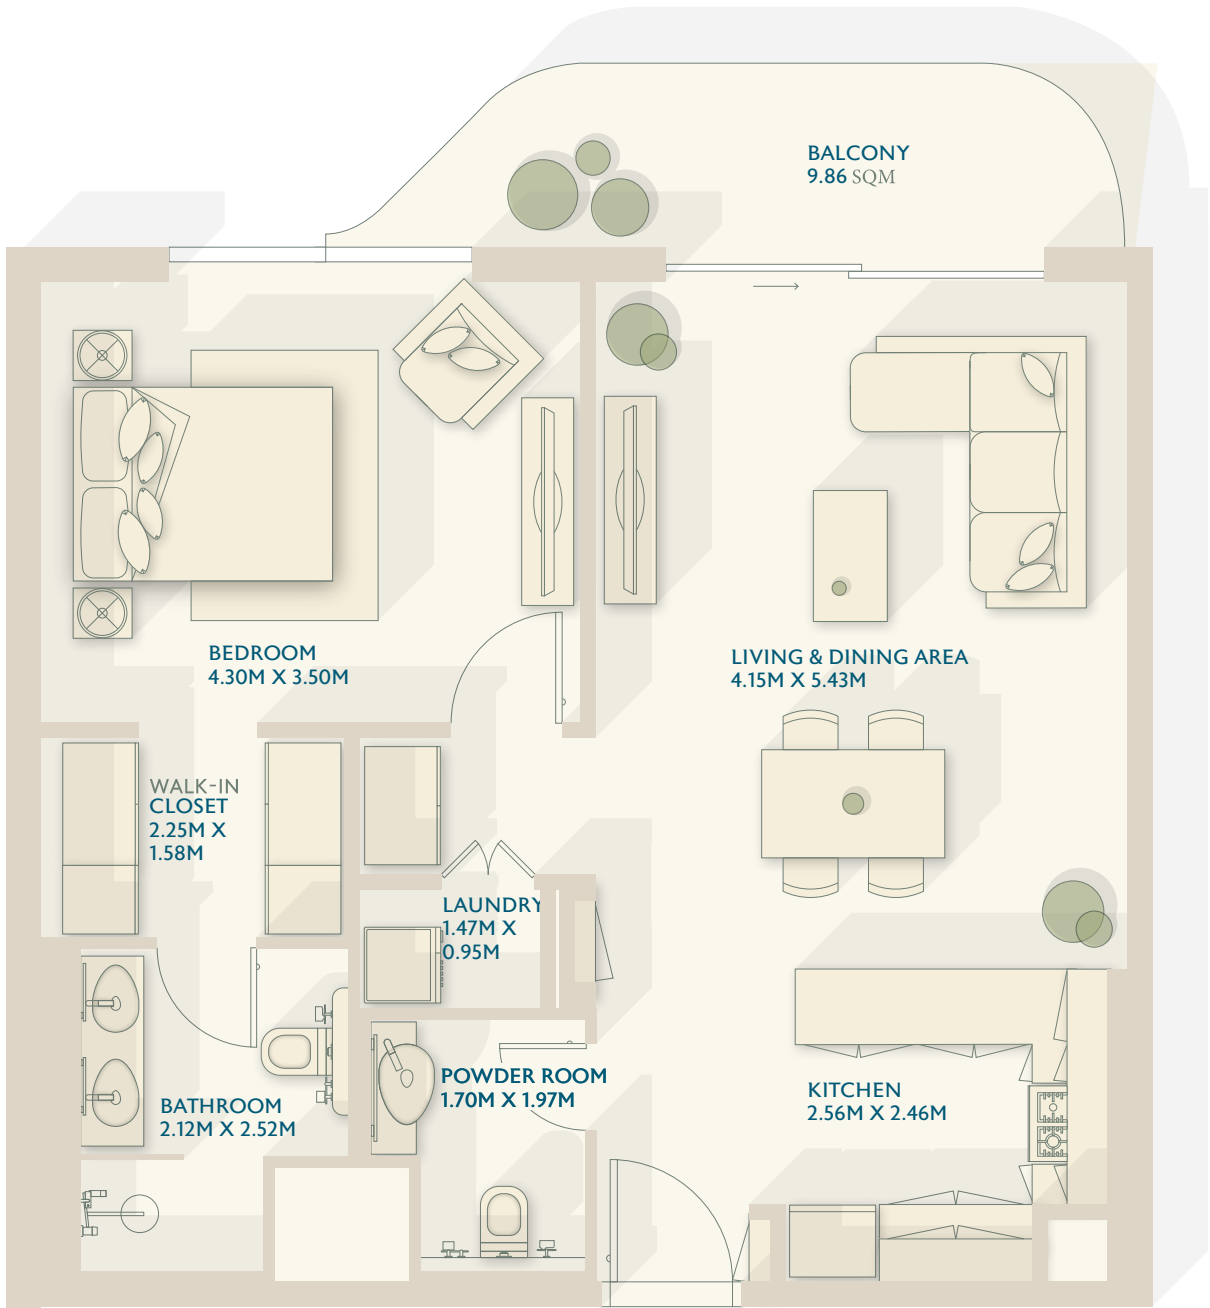 BALCONY
9.86 SQM
BEDROOM
4.30M X 3.50M
LIVING & DINING AREA
4.15M X 5.43M
WALK-IN
CLOSET
2.25M X
1.58M
LAUNDRY
1.47M X
0.95M
POWDER ROOM
1.70M X 1.97M
KITCHEN
2.56M X 2.46M
BATHROOM
2.12M X 2.52M